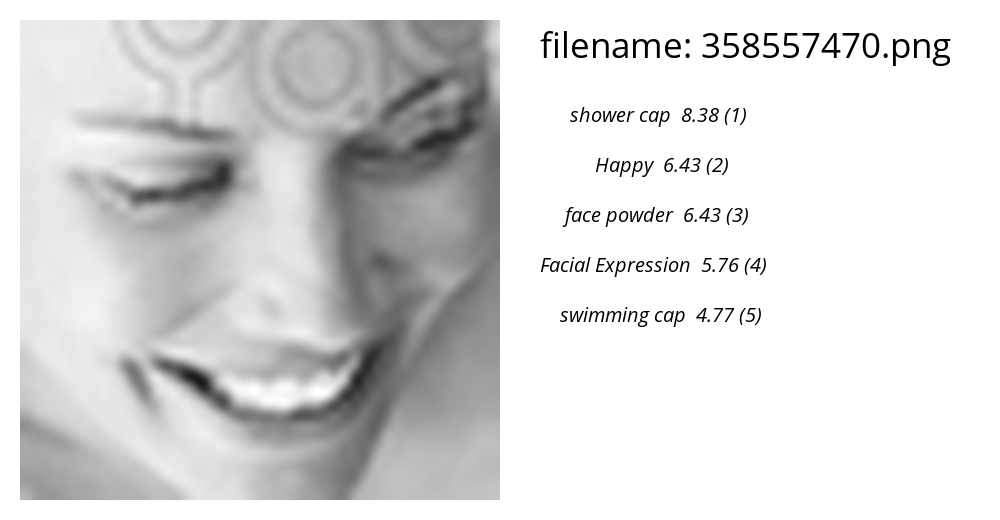 filename: 358557470.png
shower cap 8.38 (1)
Happy 6.43 (2)
face powder 6.43 (3)
Facial Expression 5.76 (4)
swimming cap 4.77 (5)